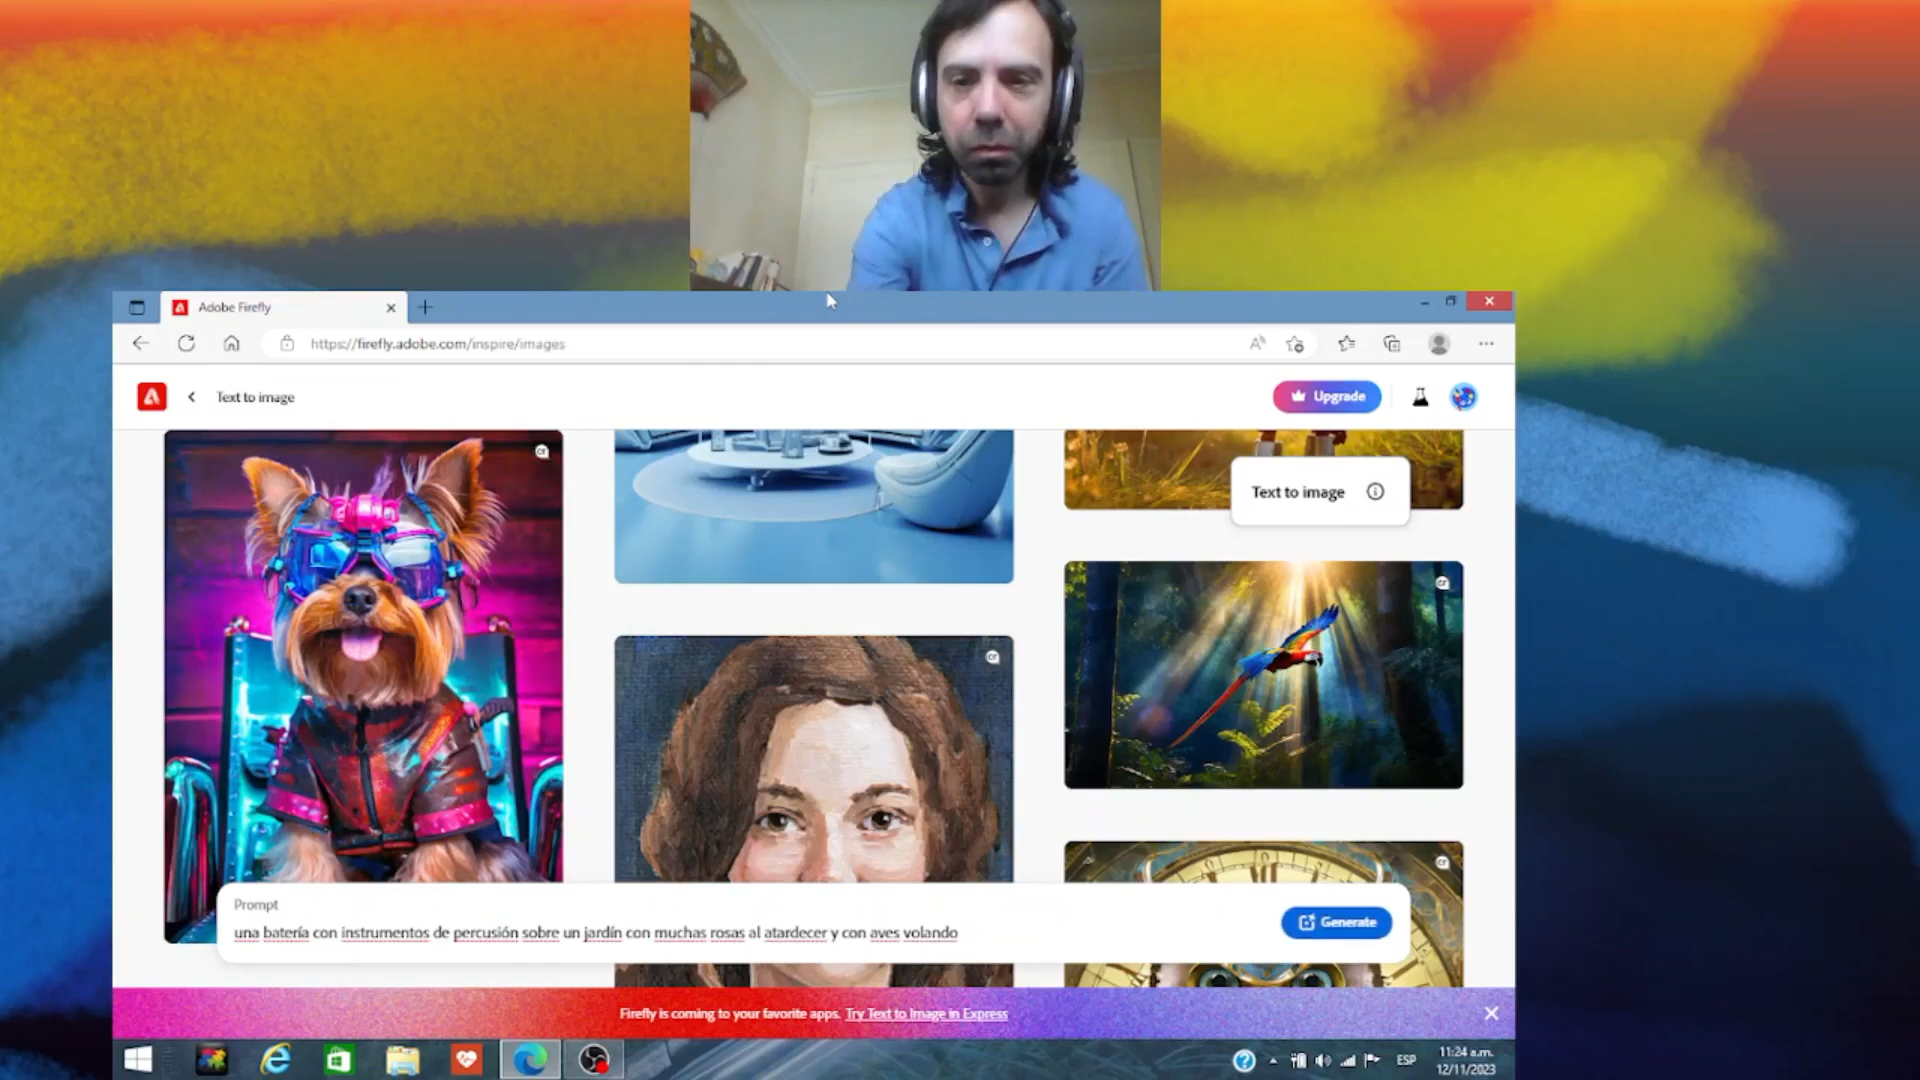 Adobe Firefly
https://firefly.adobe.com/inspire/images
Text to image
Upgrade
Text to image
Prompt
una batería con instrumentos de percusión sobre un jardín con muchas rosas al atardecer y con aves volando
Generate
Firefly is coming to your favorite apps. Try Text to Image in Express
ESP
11:24 a.m.
12/11/2023